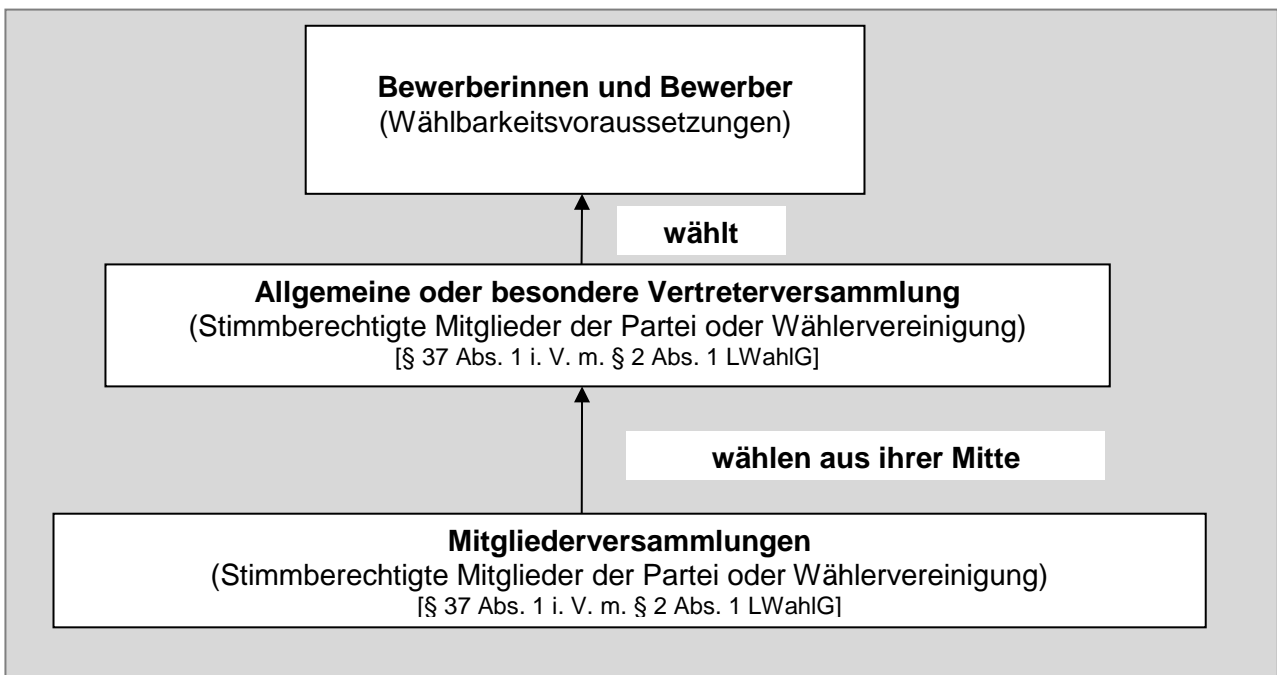 Bewerberinnen und Bewerber
(Wählbarkeitsvoraussetzungen)
wählt
Allgemeine oder besondere Vertreterversammlung
(Stimmberechtigte Mitglieder der Partei oder Wählervereinigung)
[§ 37 Abs. 1 i. V. m. § 2 Abs. 1 LWahlG]
wählen aus ihrer Mitte
Mitgliederversammlungen
(Stimmberechtigte Mitglieder der Partei oder Wählervereinigung)
[§ 37 Abs. 1 i. V. m. § 2 Abs. 1 LWahlG]